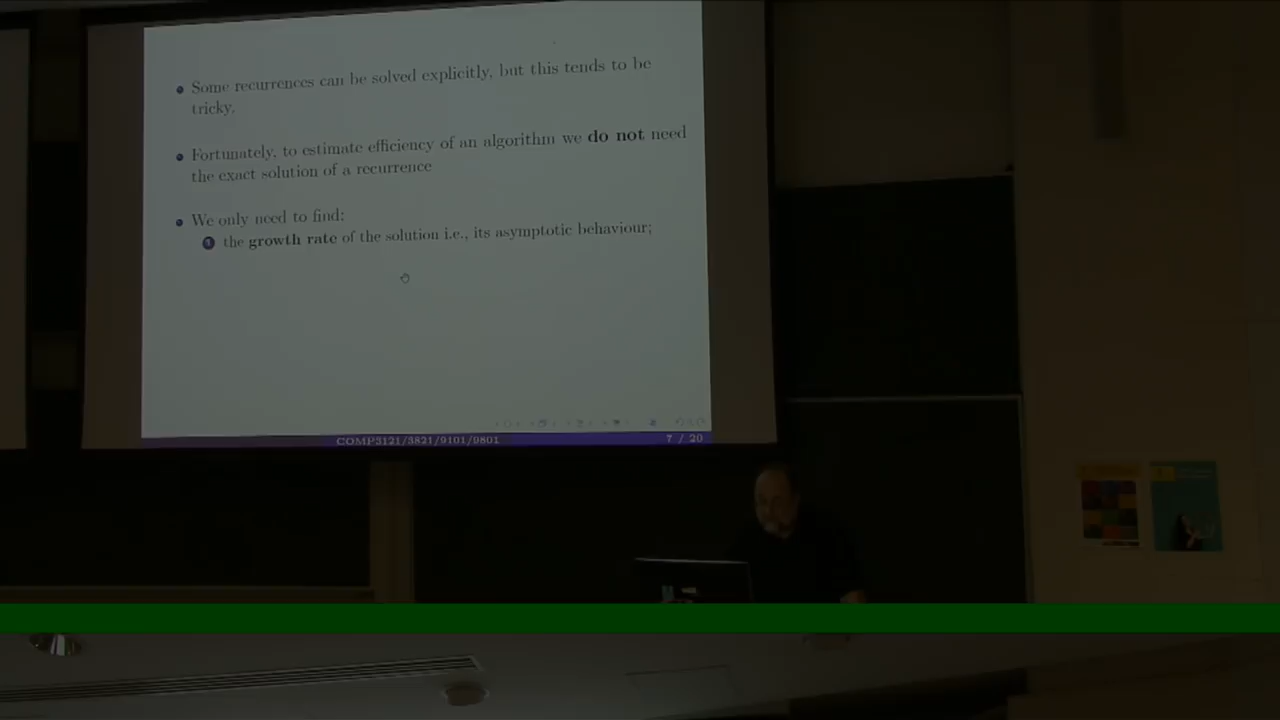 Some recurrences can be solved explicitly, but this tends to be
tricky.
Fortunately, to estimate efficiency of an algorithm we do not need
the exact solution of a recurrence
We only need to find:
1 the growth rate of the solution i.e., its asymptotic behaviour;
COMP3121/3821/9101/9801
7 / 20